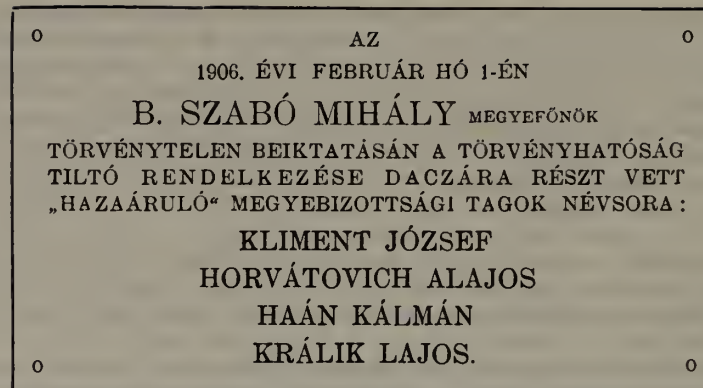 AZ
1906. ÉVI FEBRUÁR HÓ 1-ÉN
B. SZABÓ MIHÁLY MEGYEFŐNÖK
TÖRVÉNYTELEN BEIKTATÁSÁN A TÖRVÉNYHATÓSÁG
TILTÓ RENDELKEZÉSE DACZÁRA RÉSZT VETT
„HAZAÁRULÓ“ MEGYEBIZOTTSÁGI TAGOK NÉVSORA:
KLIMENT JÓZSEF
HORVÁTOVICH ALAJOS
HAÁN KÁLMÁN
KRÁLIK LAJOS.